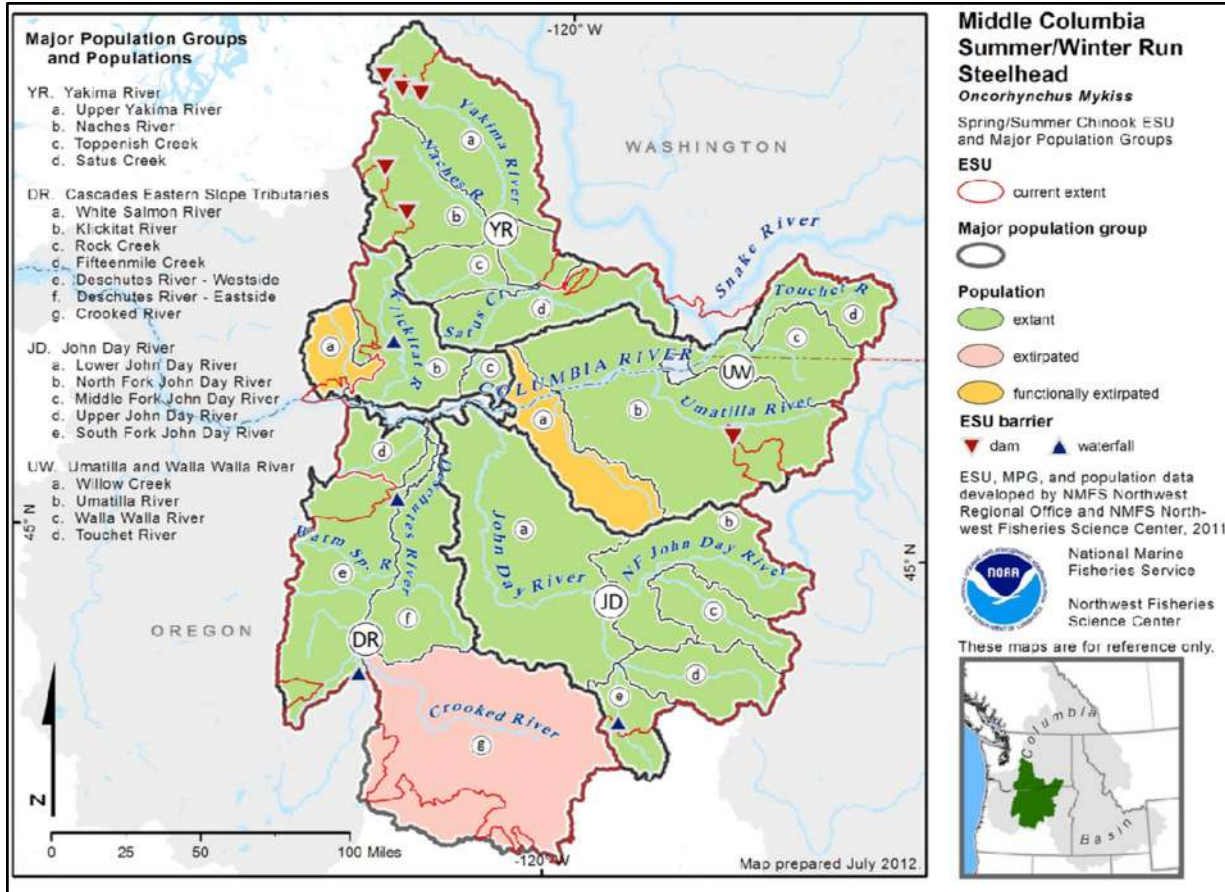 Major Population Groups
and Populations
YR. Yakima River
a. Upper Yakima River
b. Naches River
c. Toppenish Creek
d. Satus Creek
DR. Cascades Eastern Slope Tributaries
a. White Salmon River
b. Klickitat River
c. Rock Creek
d. Fifteenmile Creek
e. Deschutes River - Westside
f. Deschutes River - Eastside
g. Crooked River
JD. John Day River
a. Lower John Day River
b. North Fork John Day River
c. Middle Fork John Day River
d. Upper John Day River
e. South Fork John Day River
UW. Umatilla and Walla Walla River
a. Willow Creek
b. Umatilla River
c. Walla Walla River
d. Touchet River
-120° W
WASHINGTON
Yakima River
a
Naches R
b
YR
c
Satus Cr
d
Snake River
Touchet R
d
c
a
Klickitat R
b
c
COLUMBIA RIVER
UW
Umatilla River
a
b
d
Deschutes River
Warm Sp. R
e
f
a
John Day River
b
NF John Day River
JD
c
d
e
DR
Crooked River
g
OREGON
45° N
45° N
N
0 25 50 100 Miles
-120° W
Map prepared July 2012.
Middle Columbia
Summer/Winter Run
Steelhead
Oncorhynchus Mykiss
Spring/Summer Chinook ESU
and Major Population Groups
ESU
current extent
Major population group
Population
extant
extirpated
functionally extirpated
ESU barrier
dam waterfall
ESU, MPG, and population data
developed by NMFS Northwest
Regional Office and NMFS North-
west Fisheries Science Center, 2011
NOAA
National Marine
Fisheries Service
Northwest Fisheries
Science Center
These maps are for reference only.
Columbia
Basin